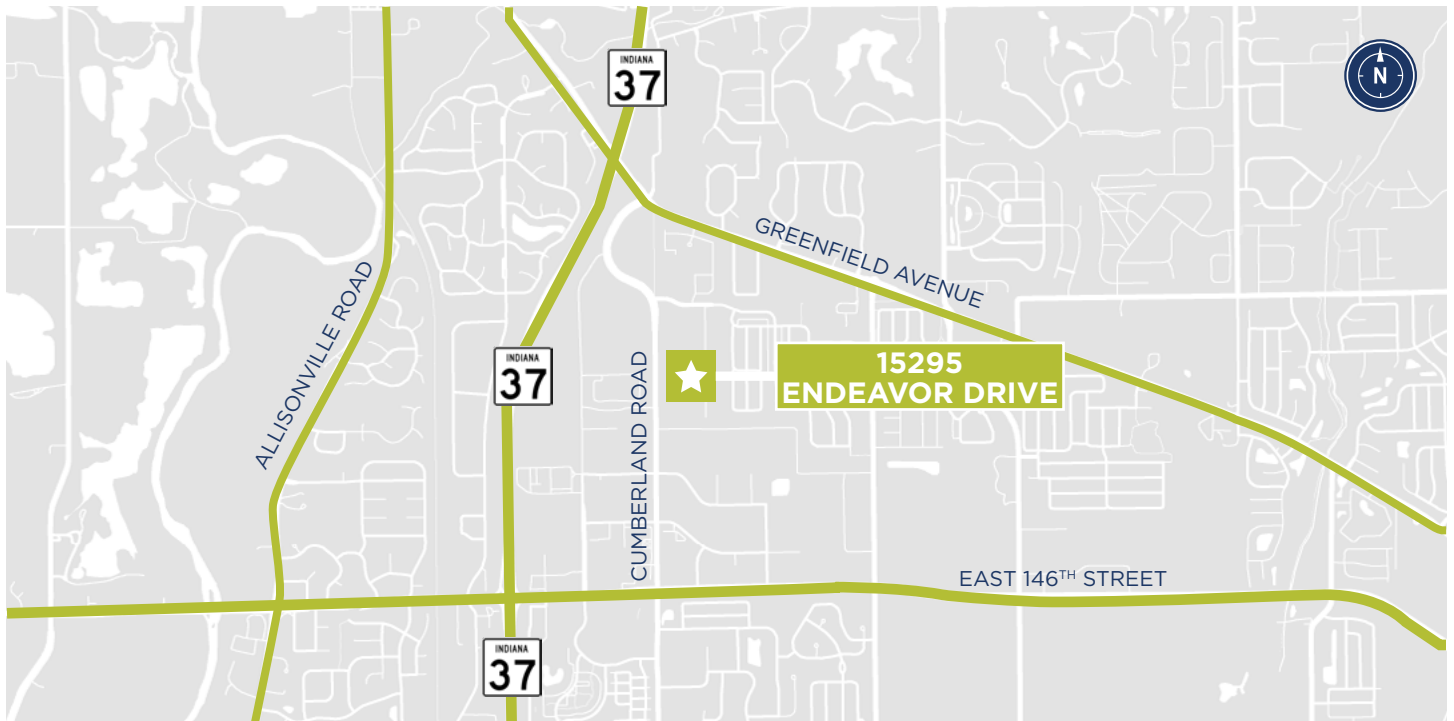 INDIANA
37
N
GREENFIELD AVENUE
ALLISONVILLE ROAD
INDIANA
37
CUMBERLAND ROAD
15295
ENDEAVOR DRIVE
EAST 146TH STREET
INDIANA
37